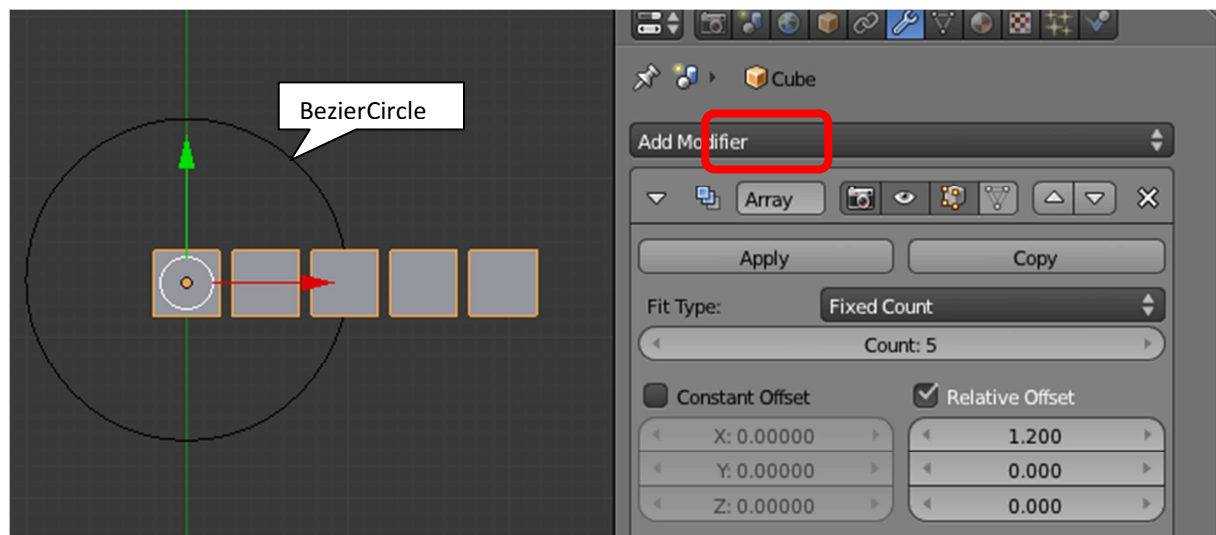 Cube
BezierCircle
Add Modifier
Array
Apply Copy
Fit Type: Fixed Count
Count: 5
Constant Offset Relative Offset
X: 0.00000 1.200
Y: 0.00000 0.000
Z: 0.00000 0.000